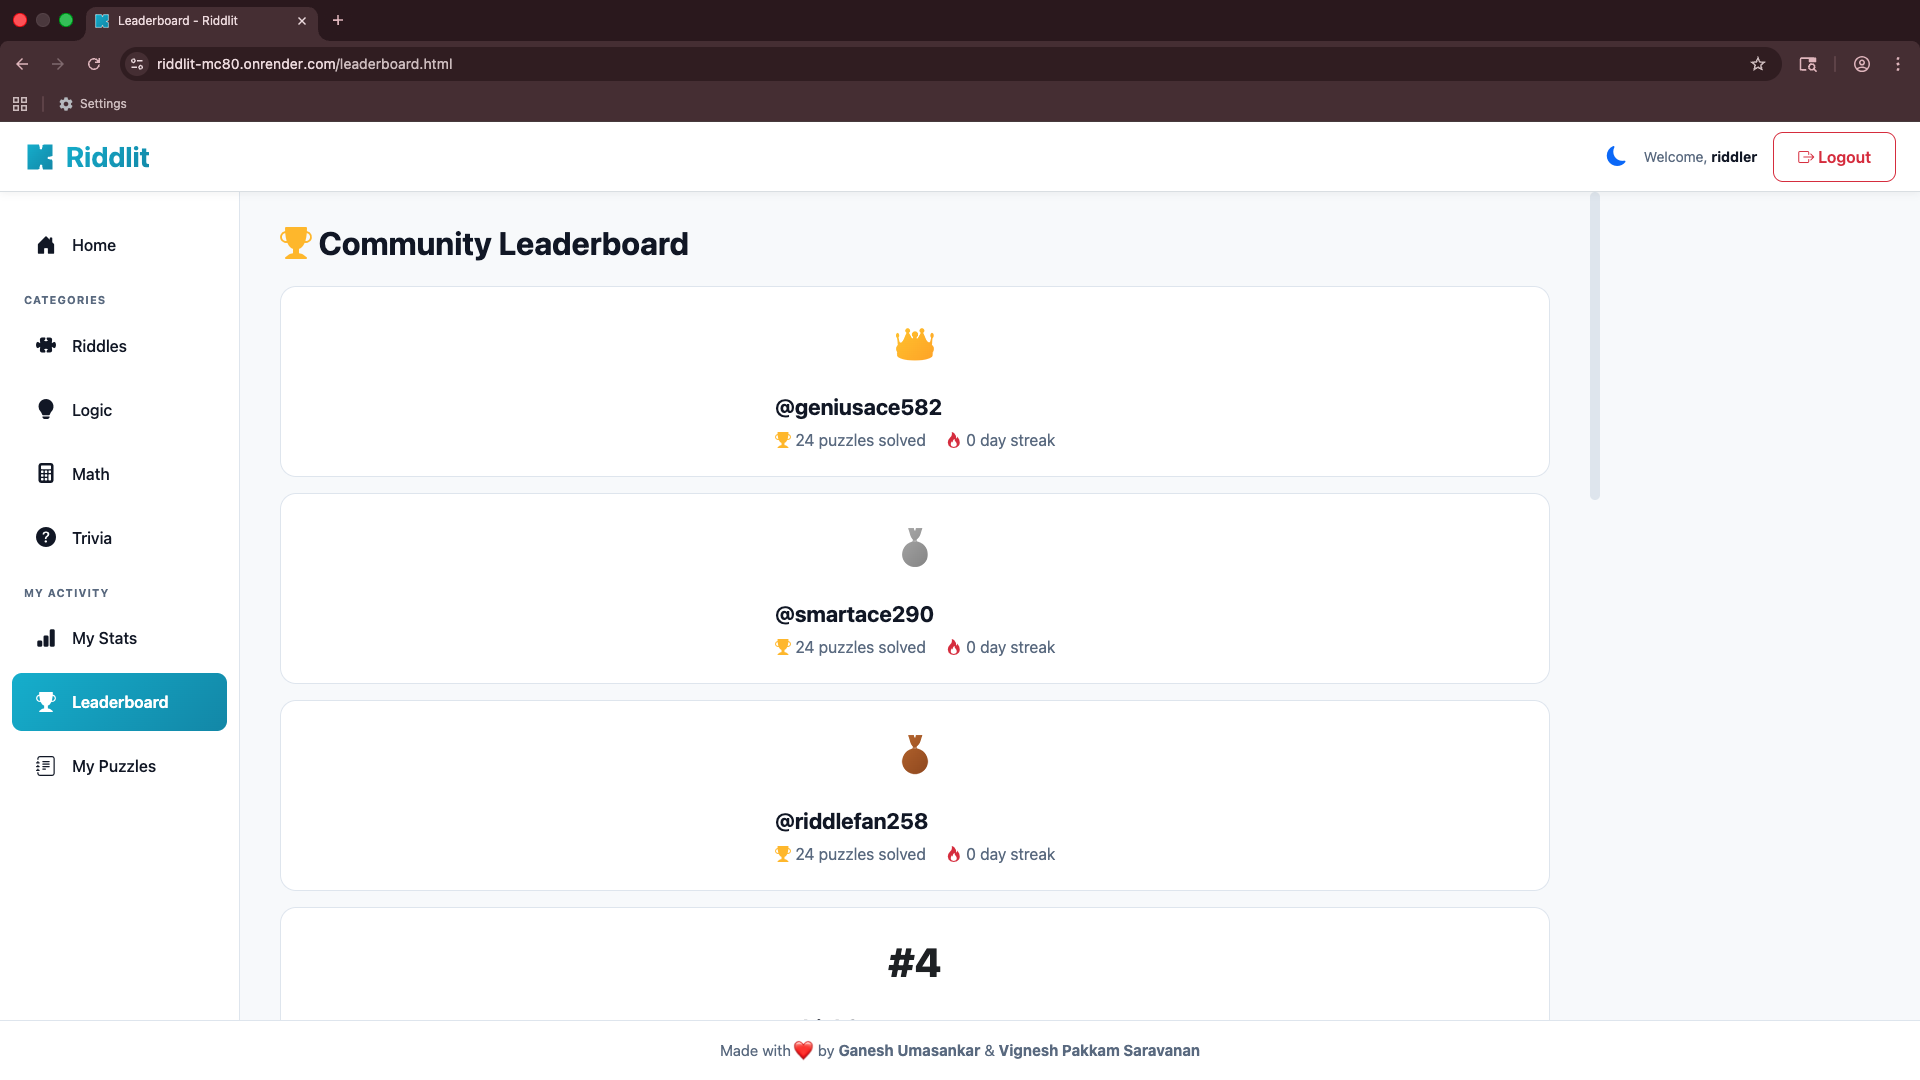 Leaderboard - Riddlit
riddlit-mc80.onrender.com/leaderboard.html
Settings
Riddlit
Welcome, riddler
Logout
Home
CATEGORIES
Riddles
Logic
Math
Trivia
MY ACTIVITY
My Stats
Leaderboard
My Puzzles
Community Leaderboard
@geniusace582
24 puzzles solved 0 day streak
@smartace290
24 puzzles solved 0 day streak
@riddlefan258
24 puzzles solved 0 day streak
#4
Made with ❤️ by Ganesh Umasankar & Vignesh Pakkam Saravanan